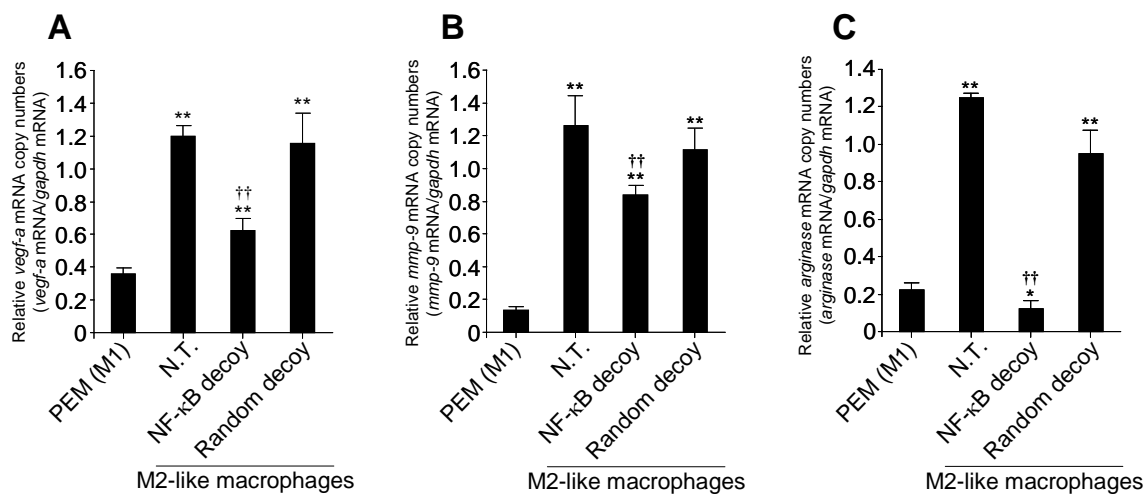 A
Relative vegf-a mRNA copy numbers
(vegf-a mRNA/gapdh mRNA)
1.6
1.4
1.2
1.0
0.8
0.6
0.4
0.2
0
**
††
**
**
PEM (M1)
N.T.
NF-κB decoy
Random decoy
M2-like macrophages
B
Relative mmp-9 mRNA copy numbers
(mmp-9 mRNA/gapdh mRNA)
1.6
1.4
1.2
1.0
0.8
0.6
0.4
0.2
0
**
††
**
**
PEM (M1)
N.T.
NF-κB decoy
Random decoy
M2-like macrophages
C
Relative arginase mRNA copy numbers
(arginase mRNA/gapdh mRNA)
1.4
1.2
1.0
0.8
0.6
0.4
0.2
0
**
††
*
**
PEM (M1)
N.T.
NF-κB decoy
Random decoy
M2-like macrophages